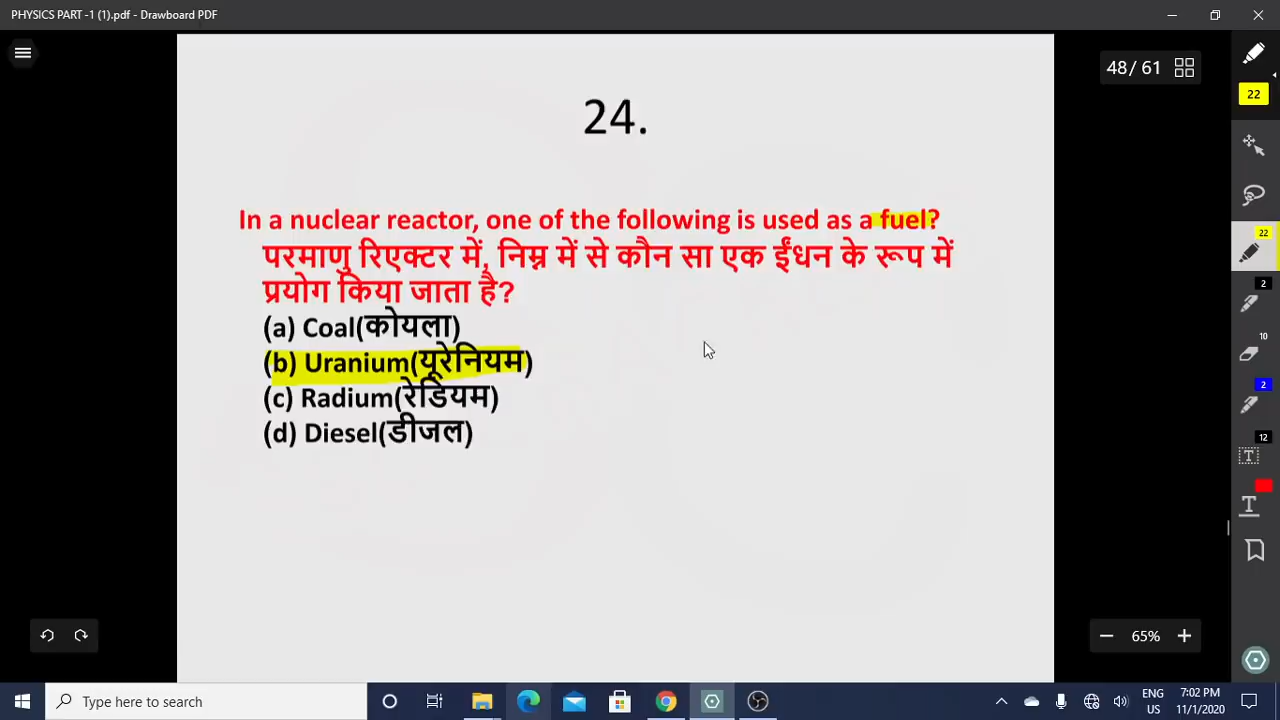 PHYSICS PART -1 (1).pdf - Drawboard PDF
48/ 61
22
24.
In a nuclear reactor, one of the following is used as a fuel?
22
परमाणु रिएक्टर में, निम्न में से कौन सा एक ईंधन के रूप में
प्रयोग किया जाता है?
2
(a) Coal(कोयला)
10
(b) Uranium(यूरेनियम)
2
(c) Radium(रेडियम)
(d) Diesel(डीजल)
12
T
T
65%
Type here to search
ENG
US
7:02 PM
11/1/2020